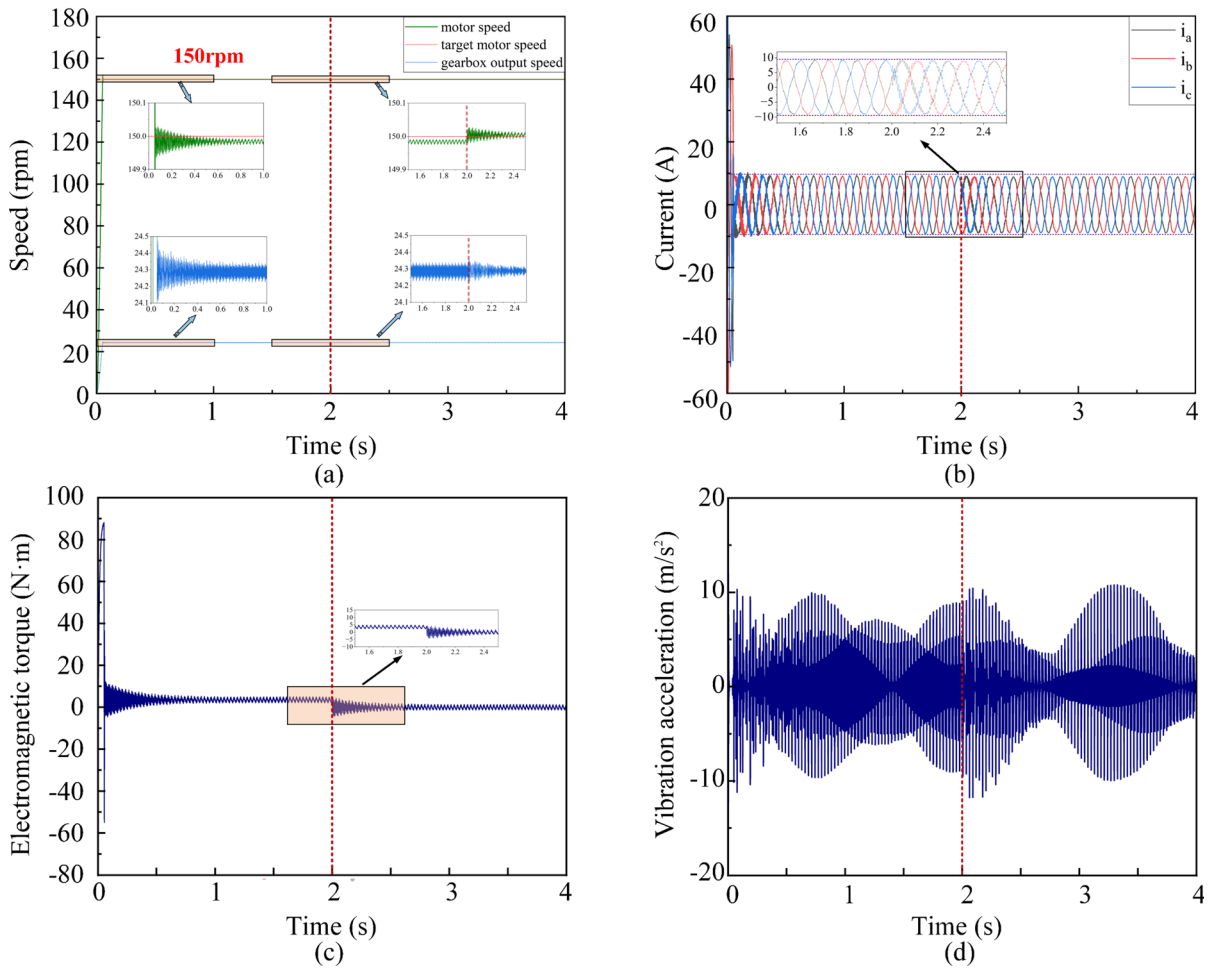 180
160
140
120
100
80
60
40
20
0
Speed (rpm)
150rpm
motor speed
target motor speed
gearbox output speed
150.1
150.0
149.9
0.0 0.2 0.4 0.6 0.8 1.0
150.1
150.0
149.9
1.6 1.8 2.0 2.2 2.4
24.5
24.4
24.3
24.2
24.1
0.0 0.2 0.4 0.6 0.8 1.0
24.5
24.4
24.3
24.2
24.1
1.6 1.8 2.0 2.2 2.4
0 1 2 3 4
Time (s)
(a)
60
40
20
0
-20
-40
-60
Current (A)
i_a
i_b
i_c
10
5
0
−5
−10
1.6 1.8 2.0 2.2 2.4
0 1 2 3 4
Time (s)
(b)
100
80
60
40
20
0
-20
-40
-60
-80
Electromagnetic torque (N·m)
15
10
5
0
−5
−10
1.6 1.8 2.0 2.2 2.4
0 1 2 3 4
Time (s)
(c)
20
10
0
-10
-20
Vibration acceleration (m/s²)
0 1 2 3 4
Time (s)
(d)